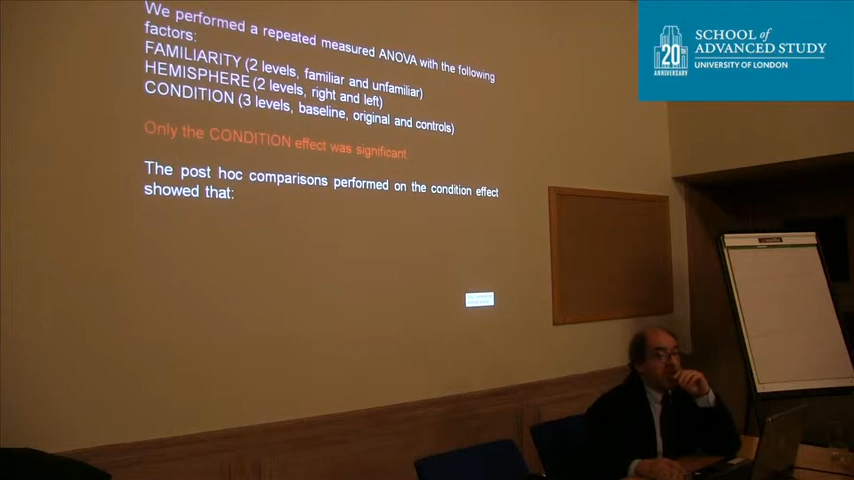 We performed a repeated measured ANOVA with the following
factors:
FAMILIARITY (2 levels, familiar and unfamiliar)
HEMISPHERE (2 levels, right and left)
CONDITION (3 levels, baseline, original and controls)
Only the CONDITION effect was significant
The post hoc comparisons performed on the condition effect
showed that:
20th
ANNIVERSARY
SCHOOL of
ADVANCED STUDY
UNIVERSITY OF LONDON